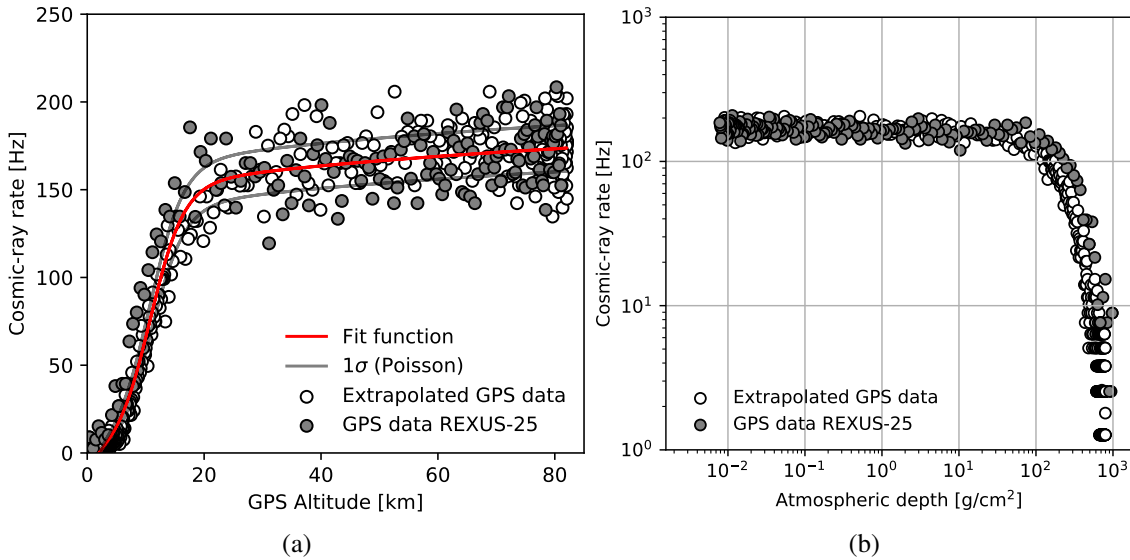 250
200
150
100
50
0
Cosmic-ray rate [Hz]
Fit function
1σ (Poisson)
Extrapolated GPS data
GPS data REXUS-25
0 20 40 60 80
GPS Altitude [km]
(a)
10³
10²
10¹
10⁰
Cosmic-ray rate [Hz]
Extrapolated GPS data
GPS data REXUS-25
10⁻² 10⁻¹ 10⁰ 10¹ 10² 10³
Atmospheric depth [g/cm²]
(b)